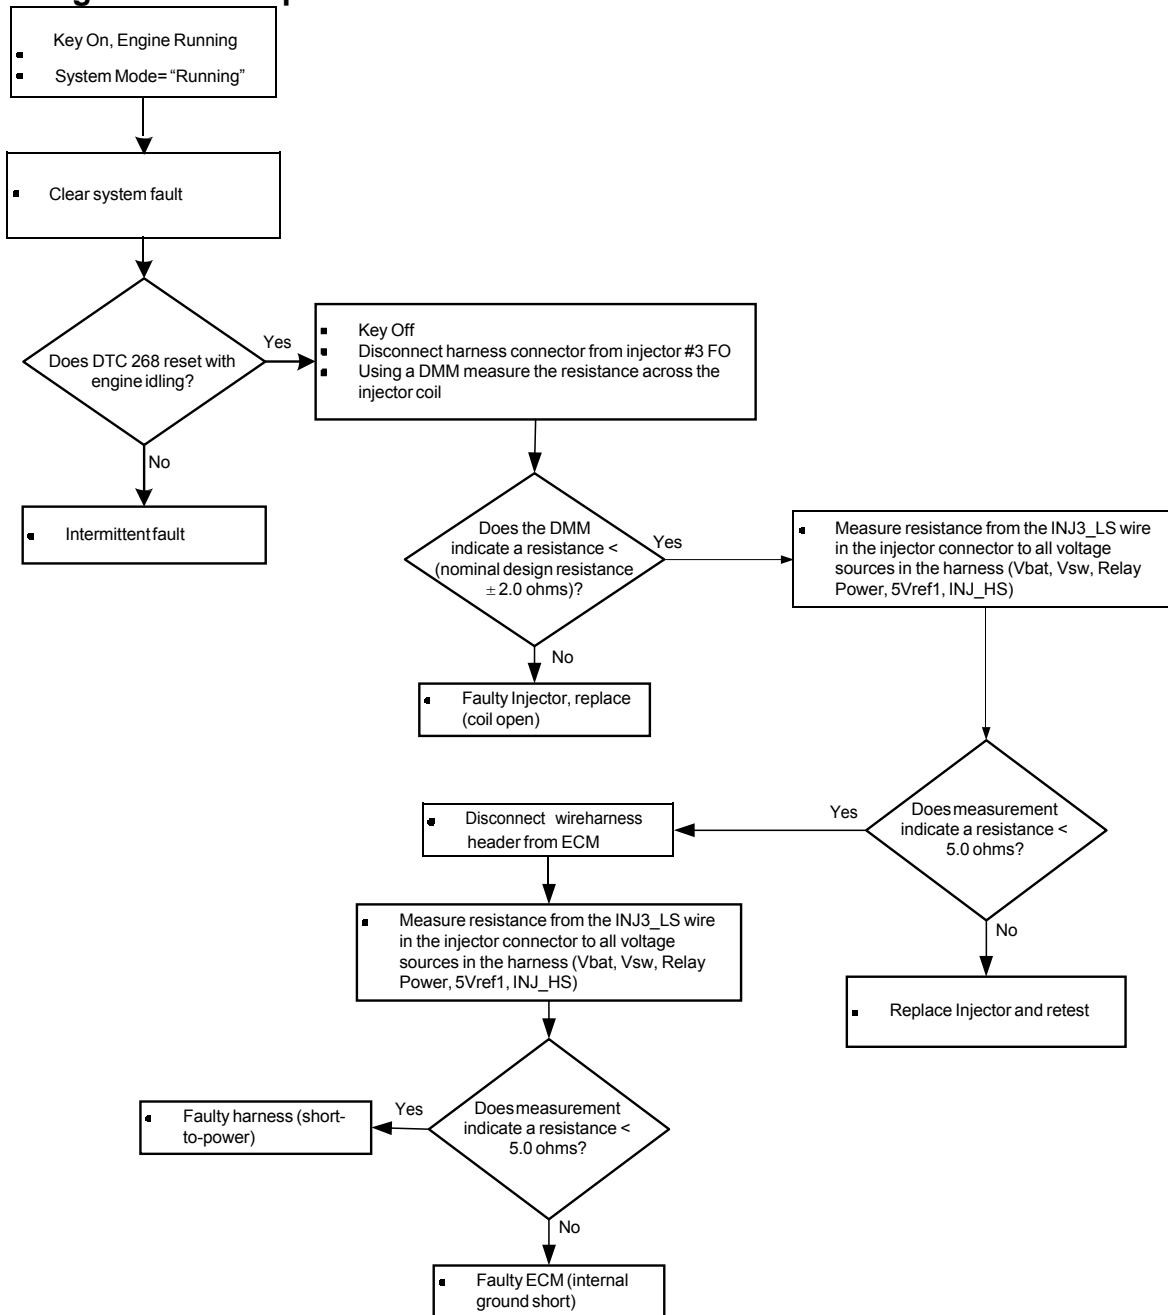 Key On, Engine Running
System Mode= “Running”
Clear system fault
Does DTC 268 reset with
engine idling?
Yes
No
Intermittent fault
Key Off
Disconnect harness connector from injector #3 FO
Using a DMM measure the resistance across the
injector coil
Does the DMM
indicate a resistance <
(nominal design resistance
± 2.0 ohms)?
Yes
No
Faulty Injector, replace
(coil open)
Measure resistance from the INJ3_LS wire
in the injector connector to all voltage
sources in the harness (Vbat, Vsw, Relay
Power, 5Vref1, INJ_HS)
Does measurement
indicate a resistance <
5.0 ohms?
Yes
No
Replace Injector and retest
Disconnect wireharness
header from ECM
Measure resistance from the INJ3_LS wire
in the injector connector to all voltage
sources in the harness (Vbat, Vsw, Relay
Power, 5Vref1, INJ_HS)
Does measurement
indicate a resistance <
5.0 ohms?
Yes
Faulty harness (short-
to-power)
No
Faulty ECM (internal
ground short)